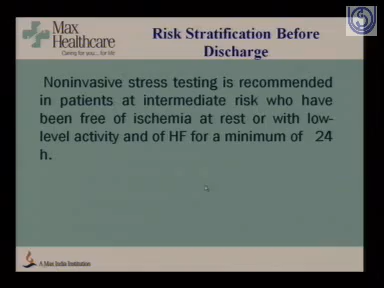 Max
Healthcare
Caring for you... for life
Risk Stratification Before
Discharge
Noninvasive stress testing is recommended
in patients at intermediate risk who have
been free of ischemia at rest or with low-
level activity and of HF for a minimum of 24
h.
A Max India Institution